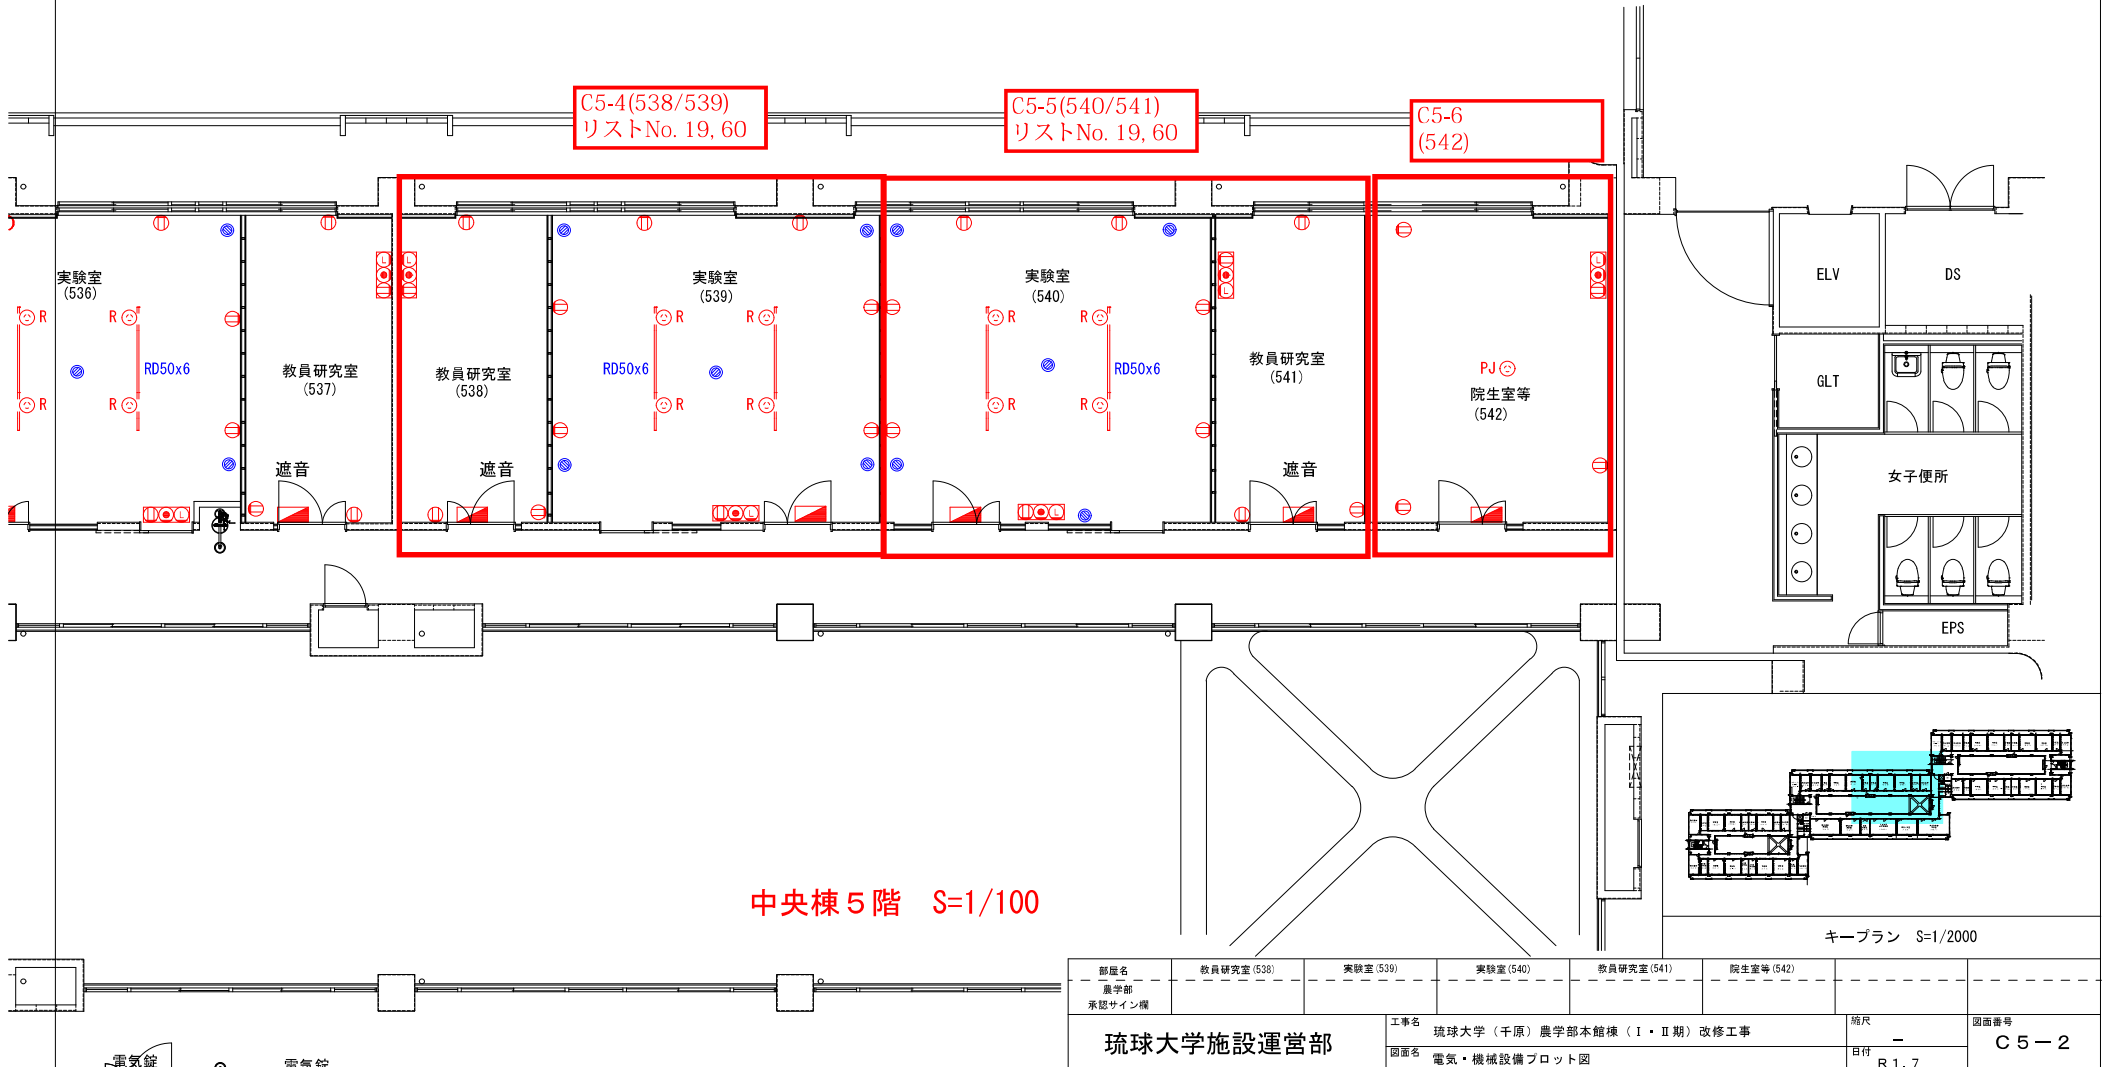 C5-4(538/539)
リストNo. 19, 60
C5-5(540/541)
リストNo. 19, 60
C5-6
(542)
実験室
(536)
R
R
R
R
RD50x6
教員研究室
(537)
遮音
L
L
L
教員研究室
(538)
遮音
実験室
(539)
R
R
R
R
RD50x6
L
実験室
(540)
R
R
R
R
RD50x6
L
教員研究室
(541)
遮音
L
PJ
院生室等
(542)
L
ELV
DS
GLT
女子便所
EPS
中央棟5階 S=1/100
キープラン S=1/2000
部屋名
農学部
承認サイン欄
教員研究室(538)
実験室(539)
実験室(540)
教員研究室(541)
院生室等(542)
琉球大学施設運営部
工事名 琉球大学（千原）農学部本館棟（Ⅰ・Ⅱ期）改修工事
図面名 電気・機械設備プロット図
縮尺 －
日付 R1.7
図面番号
C5－2
電気錠
電気錠